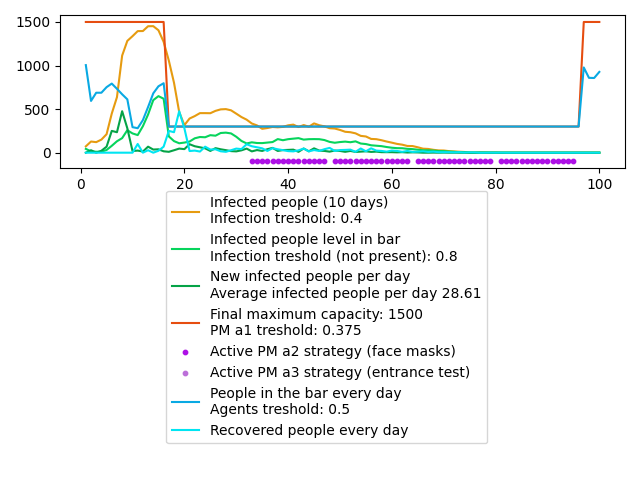 1500
1000
500
0
0 20 40 60 80 100
Infected people (10 days)
Infection treshold: 0.4
Infected people level in bar
Infection treshold (not present): 0.8
New infected people per day
Average infected people per day 28.61
Final maximum capacity: 1500
PM a1 treshold: 0.375
Active PM a2 strategy (face masks)
Active PM a3 strategy (entrance test)
People in the bar every day
Agents treshold: 0.5
Recovered people every day